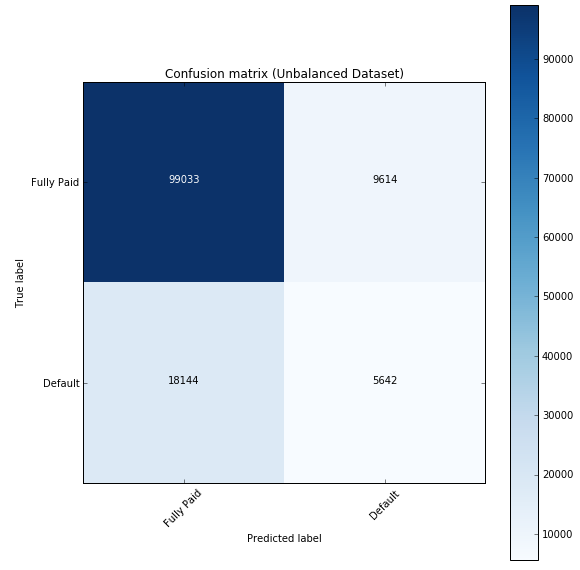 Confusion matrix (Unbalanced Dataset)
True label
Fully Paid
99033
9614
Default
18144
5642
Fully Paid
Default
Predicted label
90000
80000
70000
60000
50000
40000
30000
20000
10000